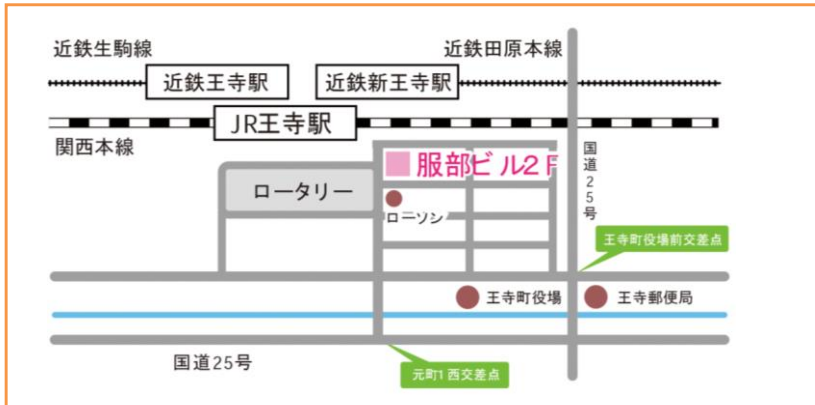 近鉄生駒線
近鉄田原本線
近鉄王寺駅
近鉄新王寺駅
JR王寺駅
関西本線
服部ビル2F
国道25号
ロータリー
ローソン
王寺町役場前交差点
王寺町役場
王寺郵便局
国道25号
元町1西交差点